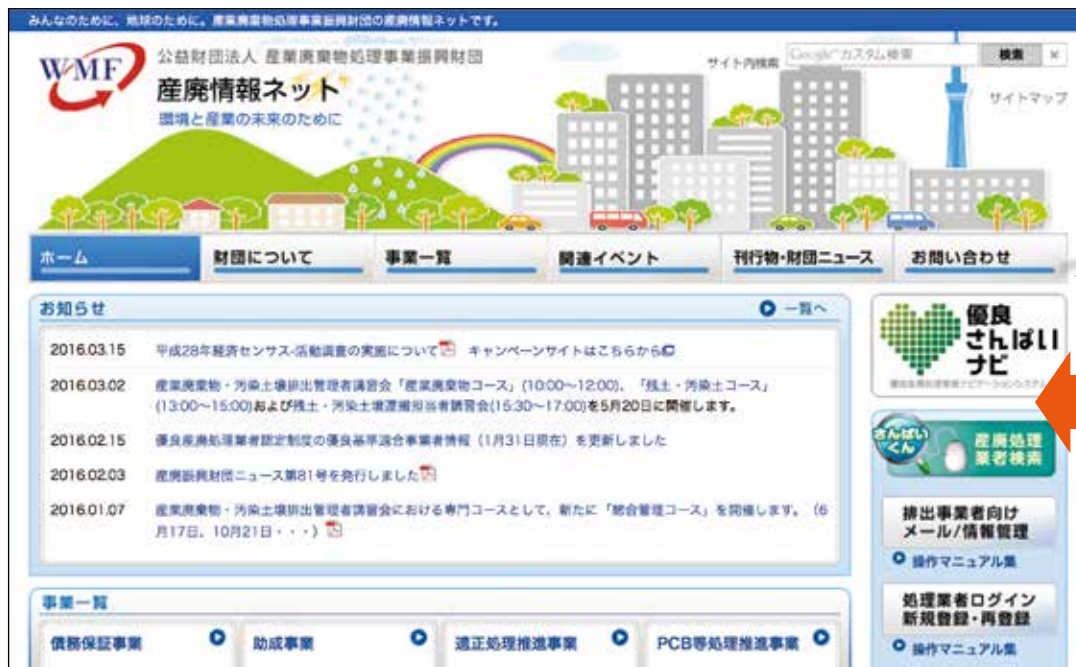 みんなのために、地球のために。産業廃棄物処理事業振興財団の産廃情報ネットです。
WMF
公益財団法人 産業廃棄物処理事業振興財団
産廃情報ネット
環境と産業の未来のために
サイト内検索
Google カスタム検索
検索
×
サイトマップ
ホーム
財団について
事業一覧
関連イベント
刊行物・財団ニュース
お問い合わせ
お知らせ
一覧へ
2016.03.15 平成28年経済センサス-活動調査の実施について キャンペーンサイトはこちらから
2016.03.02 産業廃棄物・汚染土壌排出管理者講習会「産業廃棄物コース」(10:00~12:00)、「残土・汚染土コース」
(13:00~15:00)および残土・汚染土壌運搬担当者講習会(15:30~17:00)を5月20日に開催します。
2016.02.15 優良産廃処理業者認定制度の優良基準適合事業者情報(1月31日現在)を更新しました
2016.02.03 産廃振興財団ニュース第81号を発行しました
2016.01.07 産業廃棄物・汚染土壌排出管理者講習会における専門コースとして、新たに「総合管理コース」を開催します。(6
月17日、10月21日・・・)
優良
さんぱい
ナビ
優良産廃処理業者ナビゲーションシステム
さんぱい
くん
産廃処理
業者検索
排出事業者向け
メール/情報管理
操作マニュアル集
処理業者ログイン
新規登録・再登録
操作マニュアル集
事業一覧
債務保証事業
助成事業
適正処理推進事業
PCB等処理推進事業